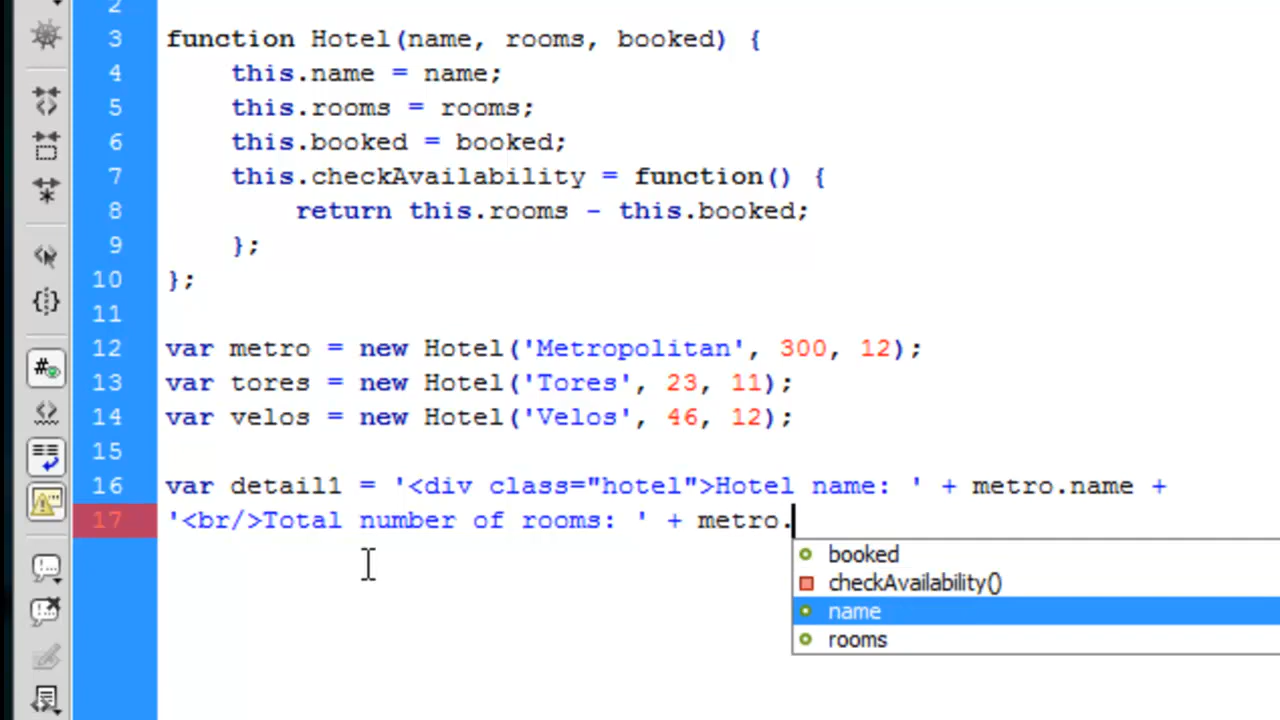 2
3 function Hotel(name, rooms, booked) {
4 this.name = name;
5 this.rooms = rooms;
6 this.booked = booked;
7 this.checkAvailability = function() {
8 return this.rooms - this.booked;
9 };
10 };
11
12 var metro = new Hotel('Metropolitan', 300, 12);
13 var tores = new Hotel('Tores', 23, 11);
14 var velos = new Hotel('Velos', 46, 12);
15
16 var detail1 = '<div class="hotel">Hotel name: ' + metro.name +
17 '<br/>Total number of rooms: ' + metro.
booked
checkAvailability()
name
rooms